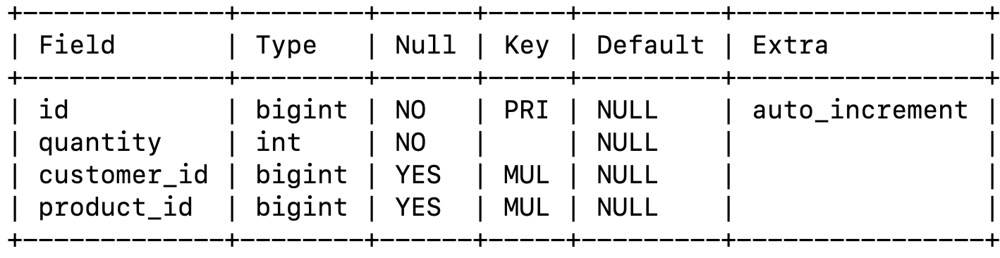 +-------------+--------+------+-----+---------+----------------+
| Field       | Type   | Null | Key | Default | Extra          |
+-------------+--------+------+-----+---------+----------------+
| id          | bigint | NO   | PRI | NULL    | auto_increment |
| quantity    | int    | NO   |     | NULL    |                |
| customer_id | bigint | YES  | MUL | NULL    |                |
| product_id  | bigint | YES  | MUL | NULL    |                |
+-------------+--------+------+-----+---------+----------------+